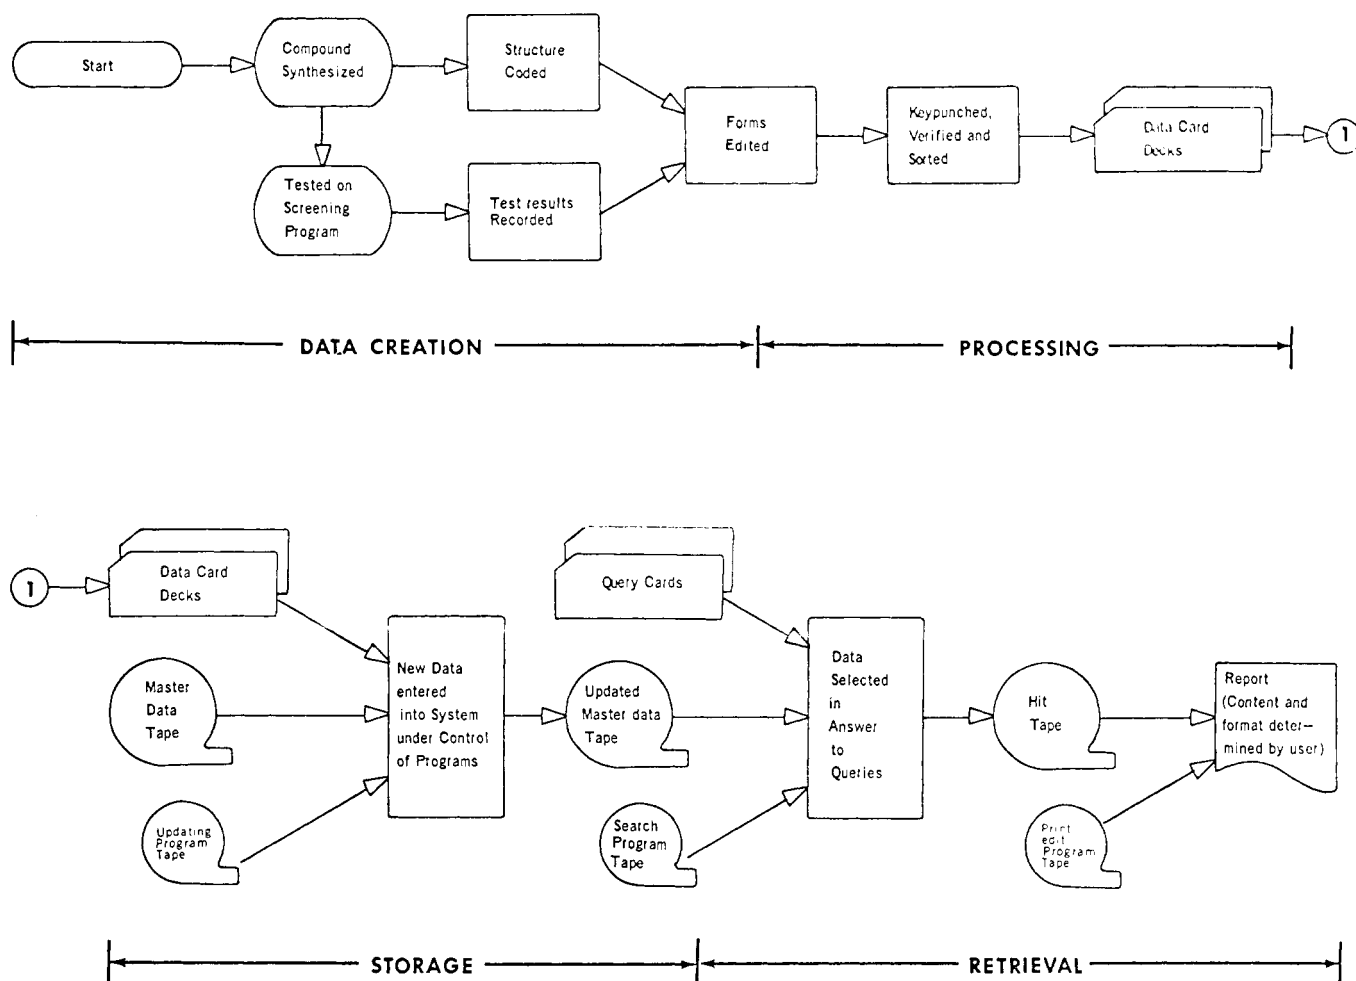 Start
Compound
Synthesized
Structure
Coded
Tested on
Screening
Program
Test results
Recorded
Forms
Edited
Keypunched,
Verified and
Sorted
Data Card
Decks
1
DATA CREATION
PROCESSING
1
Data Card
Decks
Master
Data
Tape
Updating
Program
Tape
New Data
entered
into System
under Control
of Programs
Query Cards
Updated
Master data
Tape
Search
Program
Tape
Data
Selected
in
Answer
to
Queries
Hit
Tape
Print
edit
Program
Tape
Report
(Content and
format deter-
mined by user)
STORAGE
RETRIEVAL